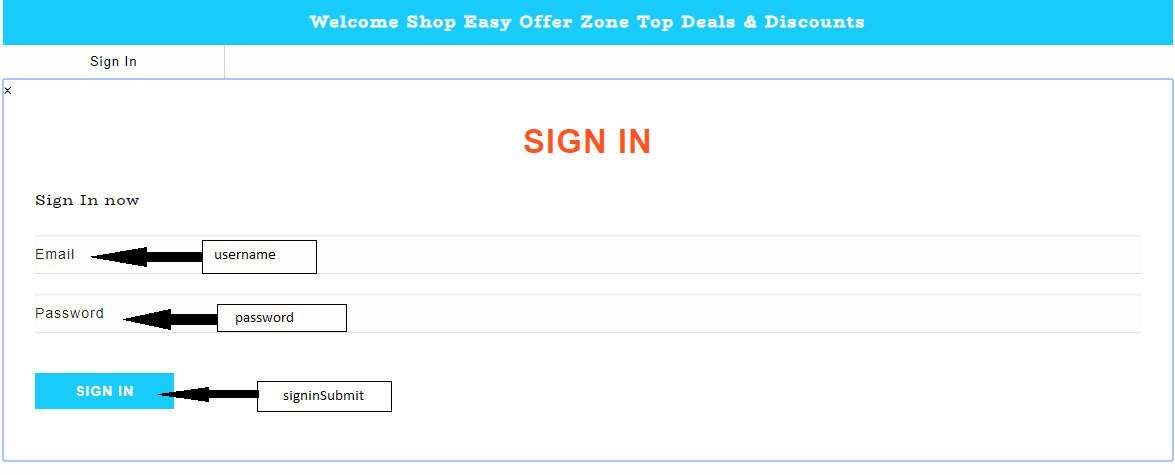 Welcome Shop Easy Offer Zone Top Deals & Discounts
Sign In
x
SIGN IN
Sign In now
Email
username
Password
password
SIGN IN
signinSubmit